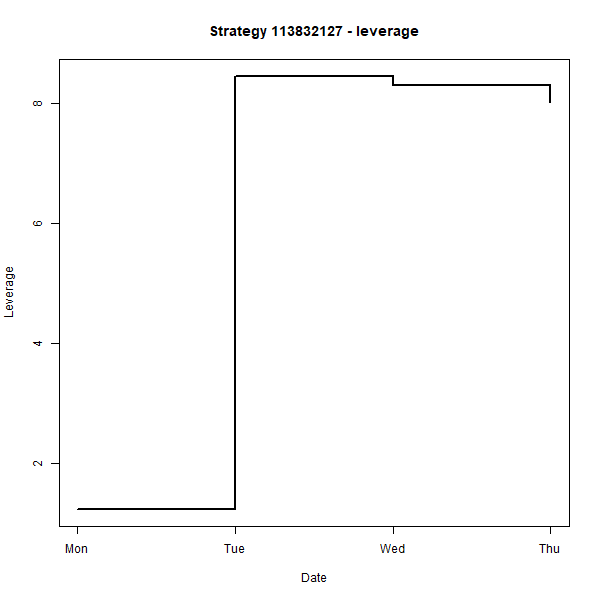 Strategy 113832127 - leverage
Leverage
8
6
4
2
Mon Tue Wed Thu
Date